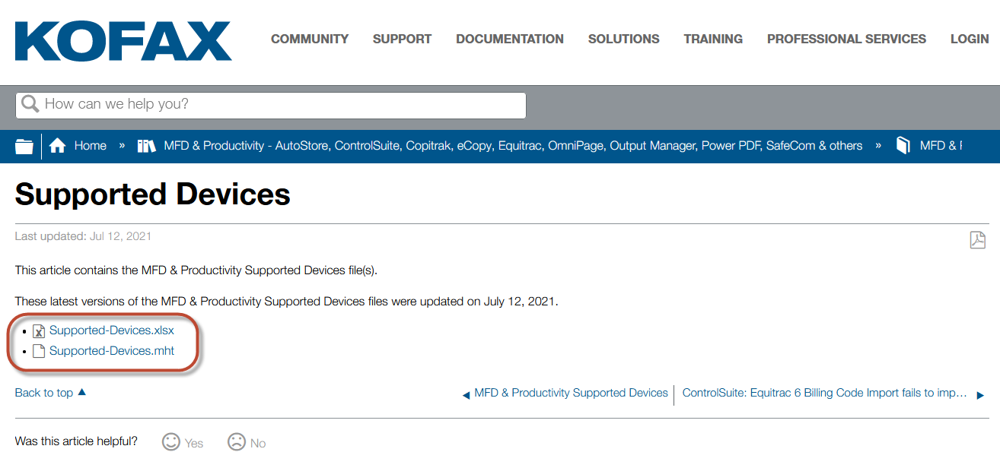 KOFAX
COMMUNITY SUPPORT DOCUMENTATION SOLUTIONS TRAINING PROFESSIONAL SERVICES LOGIN
How can we help you?
Home » MFD & Productivity - AutoStore, ControlSuite, Copitrak, eCopy, Equitrac, OmniPage, Output Manager, Power PDF, SafeCom & others » MFD &
Supported Devices
Last updated: Jul 12, 2021
This article contains the MFD & Productivity Supported Devices file(s).
These latest versions of the MFD & Productivity Supported Devices files were updated on July 12, 2021.
• Supported-Devices.xlsx
• Supported-Devices.mht
Back to top ▲ ◀ MFD & Productivity Supported Devices ControlSuite: Equitrac 6 Billing Code Import fails to imp... ▶
Was this article helpful? Yes No